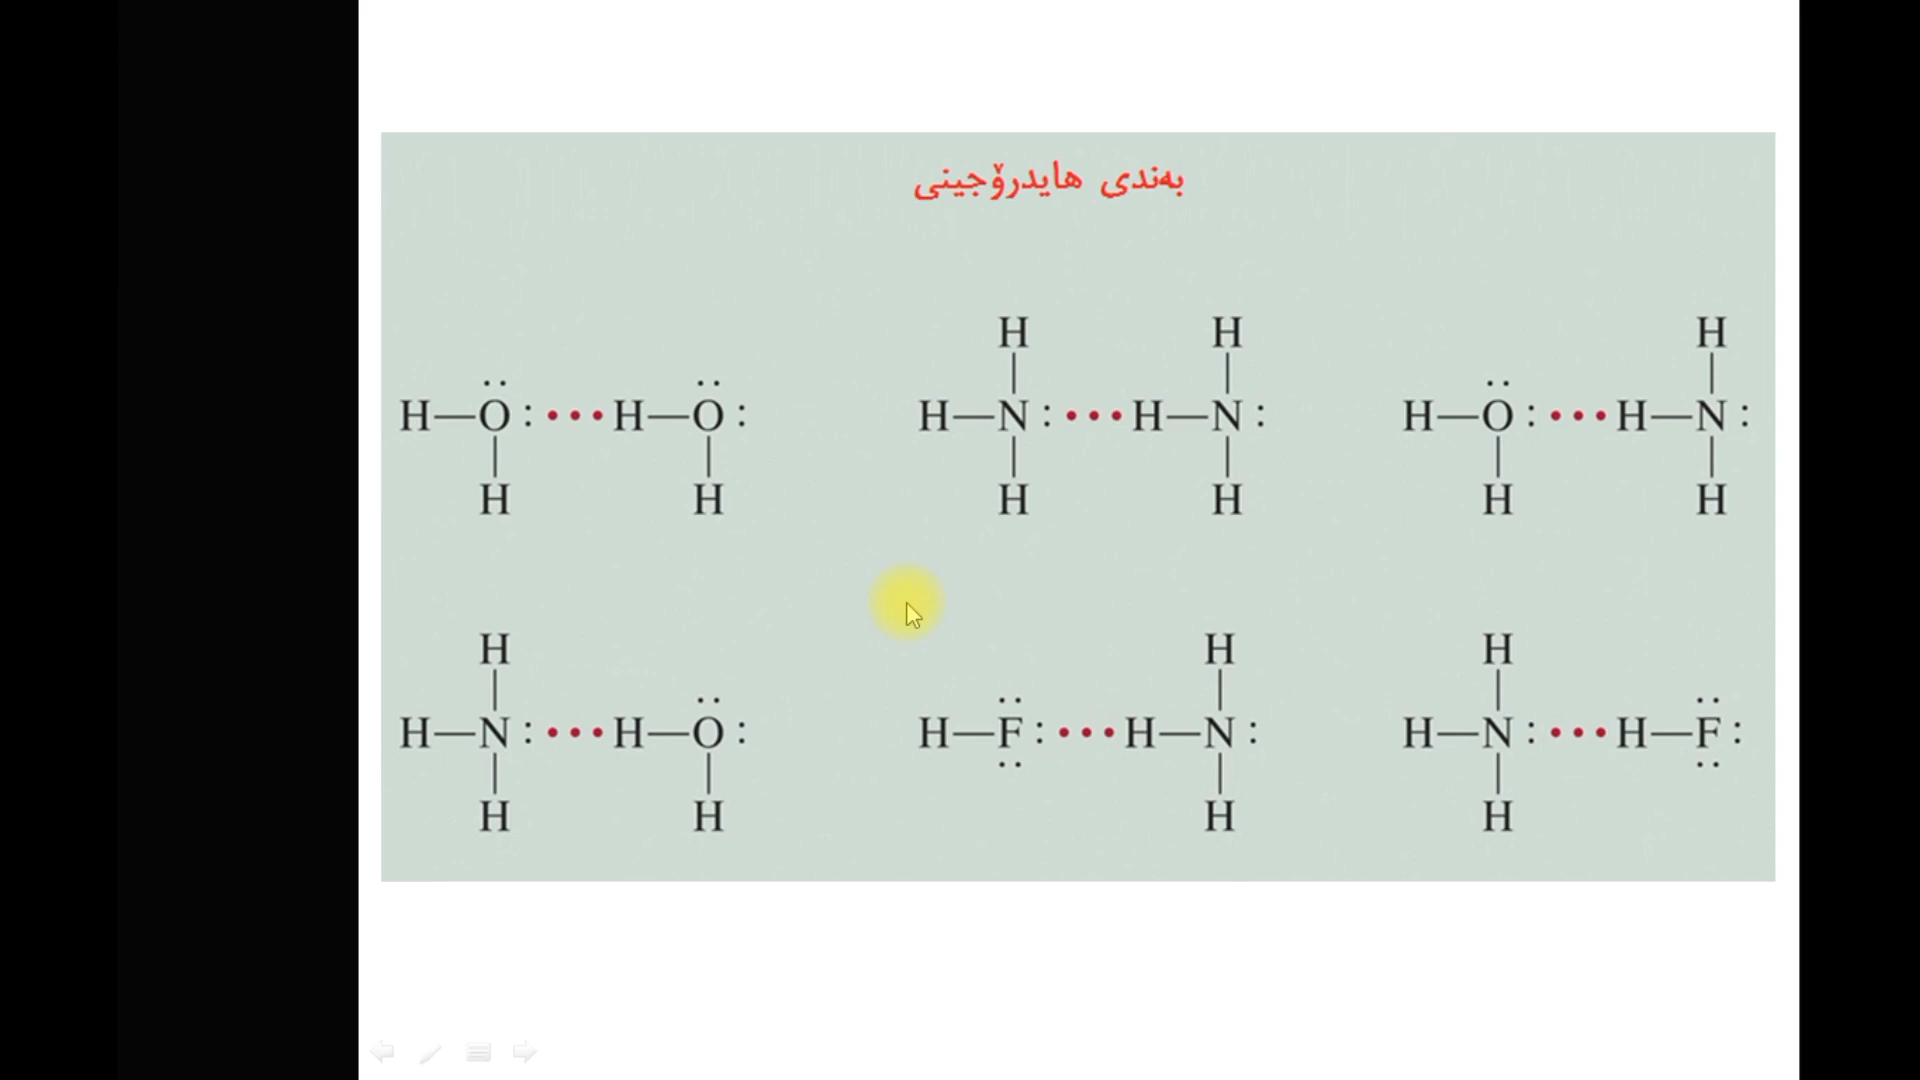 بەندی هایدرۆجینی
H H H
H—O:•••H—O: H—N:•••H—N: H—O:•••H—N:
H H H H H H
H H H
H—N:•••H—O: H—F:•••H—N: H—N:•••H—F:
H H H H